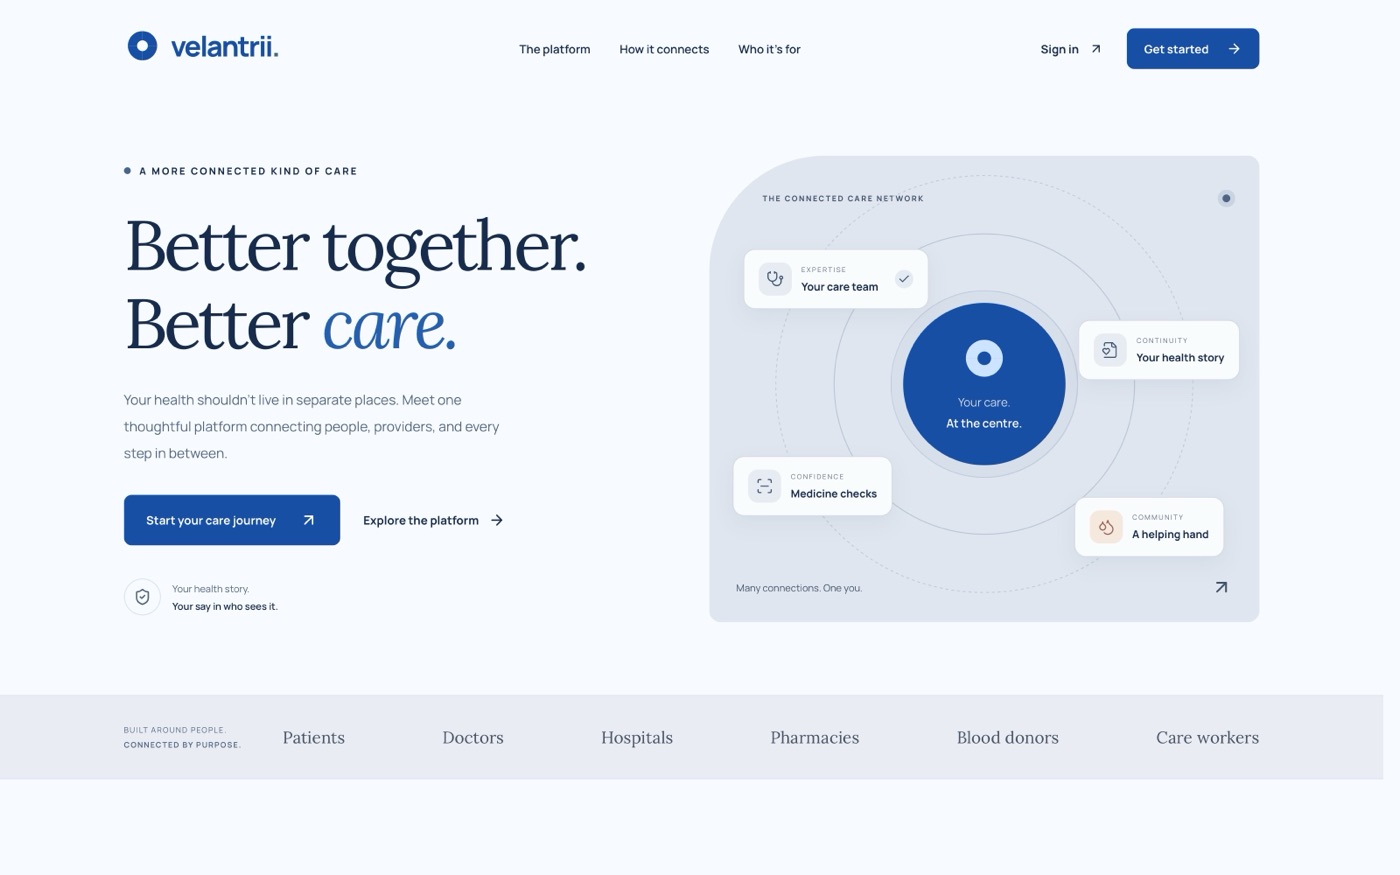 velantrii.
The platform
How it connects
Who it's for
Sign in
Get started
A MORE CONNECTED KIND OF CARE
Better together.
Better care.
Your health shouldn't live in separate places. Meet one
thoughtful platform connecting people, providers, and every
step in between.
Start your care journey
Explore the platform
Your health story.
Your say in who sees it.
THE CONNECTED CARE NETWORK
EXPERTISE
Your care team
CONTINUITY
Your health story
Your care.
At the centre.
CONFIDENCE
Medicine checks
COMMUNITY
A helping hand
Many connections. One you.
BUILT AROUND PEOPLE.
CONNECTED BY PURPOSE.
Patients
Doctors
Hospitals
Pharmacies
Blood donors
Care workers